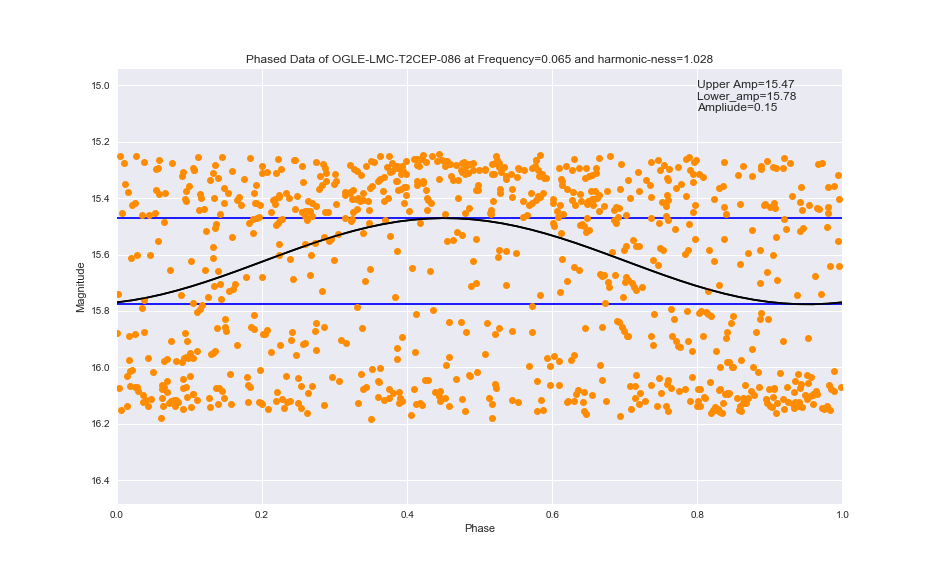 Phased Data of OGLE-LMC-T2CEP-086 at Frequency=0.065 and harmonic-ness=1.028
Upper Amp=15.47
Lower_amp=15.78
Ampliude=0.15
Magnitude
15.0
15.2
15.4
15.6
15.8
16.0
16.2
16.4
0.0 0.2 0.4 0.6 0.8 1.0
Phase